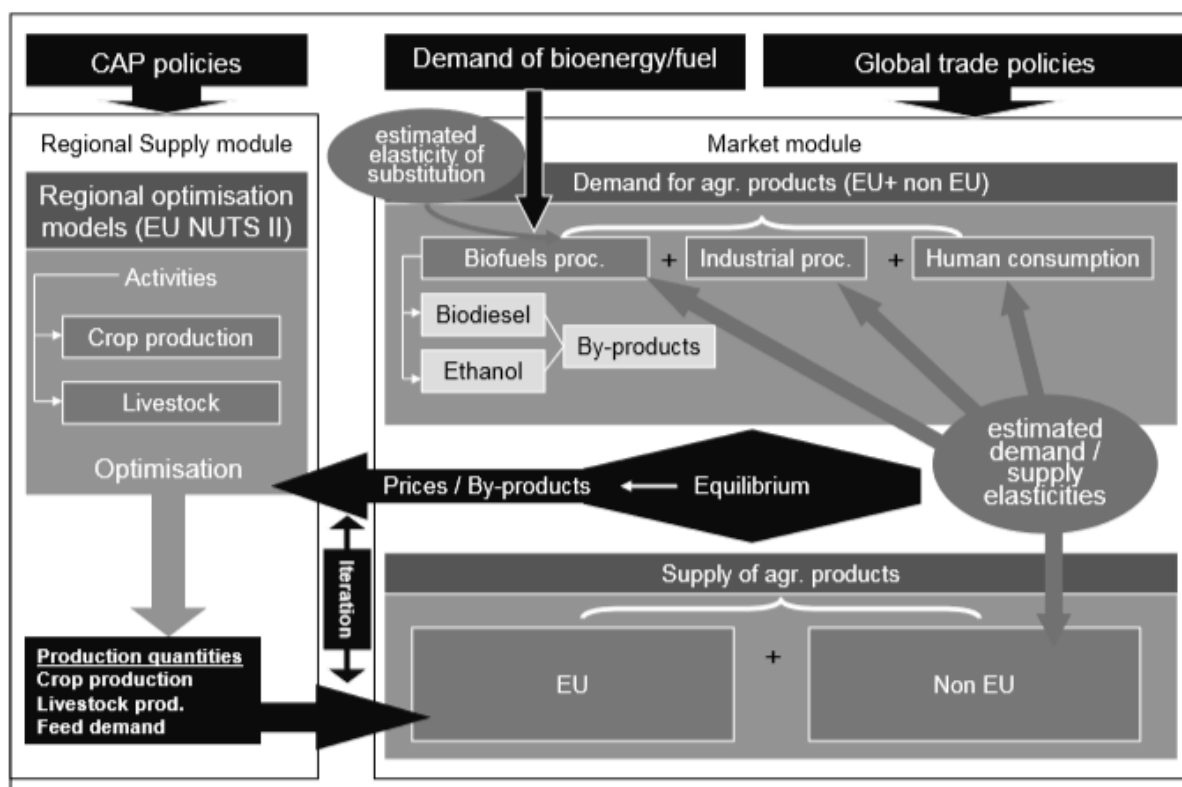 CAP policies
Demand of bioenergy/fuel
Global trade policies
Regional Supply module
Regional optimisation
models (EU NUTS II)
Activities
Crop production
Livestock
Optimisation
Production quantities
Crop production
Livestock prod.
Feed demand
Iteration
estimated
elasticity of
substitution
Market module
Demand for agr. products (EU+ non EU)
Biofuels proc.
+
Industrial proc.
+
Human consumption
Biodiesel
Ethanol
By-products
estimated
demand /
supply
elasticities
Prices / By-products
Equilibrium
Supply of agr. products
EU
+
Non EU